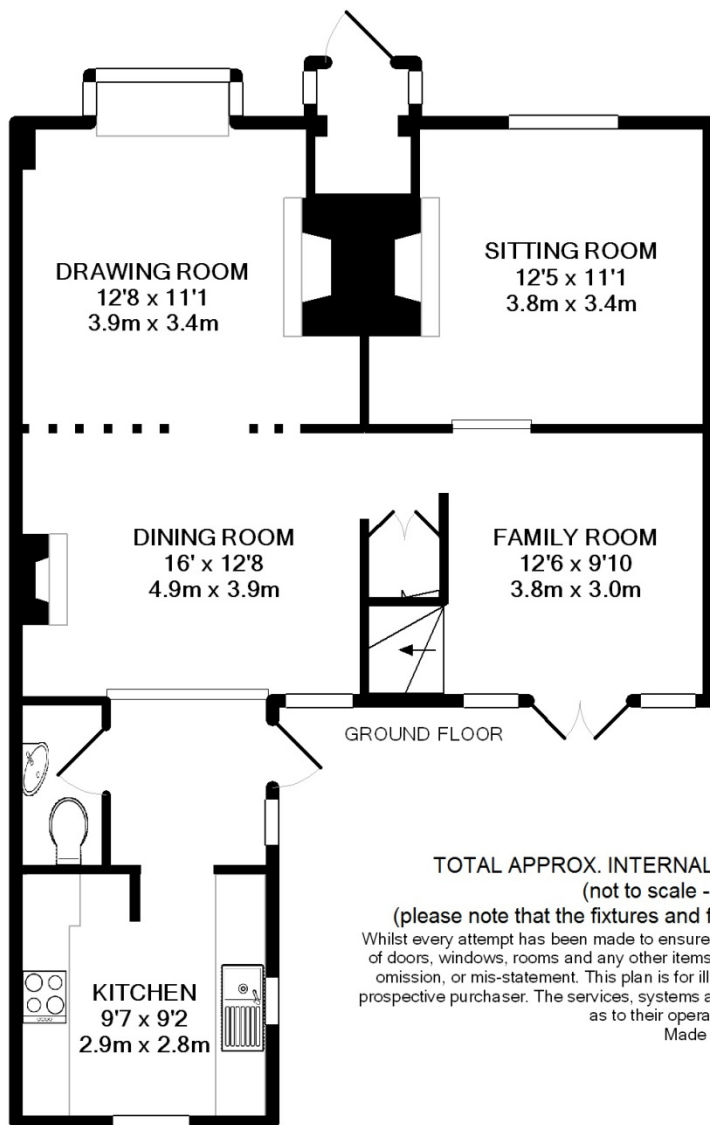 DRAWING ROOM
12'8 x 11'1
3.9m x 3.4m
SITTING ROOM
12'5 x 11'1
3.8m x 3.4m
DINING ROOM
16' x 12'8
4.9m x 3.9m
FAMILY ROOM
12'6 x 9'10
3.8m x 3.0m
GROUND FLOOR
KITCHEN
9'7 x 9'2
2.9m x 2.8m
TOTAL APPROX. INTERNAL
(not to scale -
(please note that the fixtures and f
Whilst every attempt has been made to ensure
of doors, windows, rooms and any other items
omission, or mis-statement. This plan is for ill
prospective purchaser. The services, systems a
as to their opera
Made